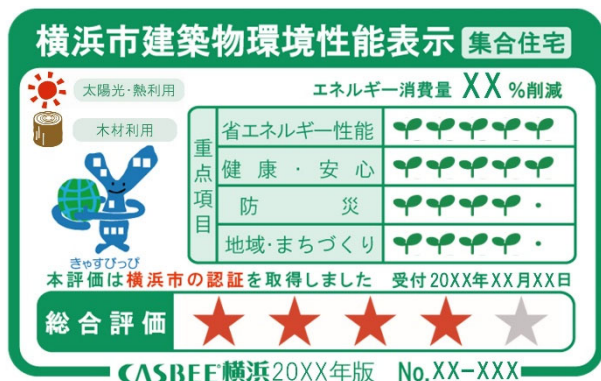 横浜市建築物環境性能表示 集合住宅
太陽光・熱利用
エネルギー消費量 XX %削減
木材利用
重点項目
省エネルギー性能
健康・安心
防災
地域・まちづくり
きゃすびっぴ
本評価は横浜市の認証を取得しました 受付20XX年XX月XX日
総合評価
CASBEE横浜20XX年版 No.XX-XXX